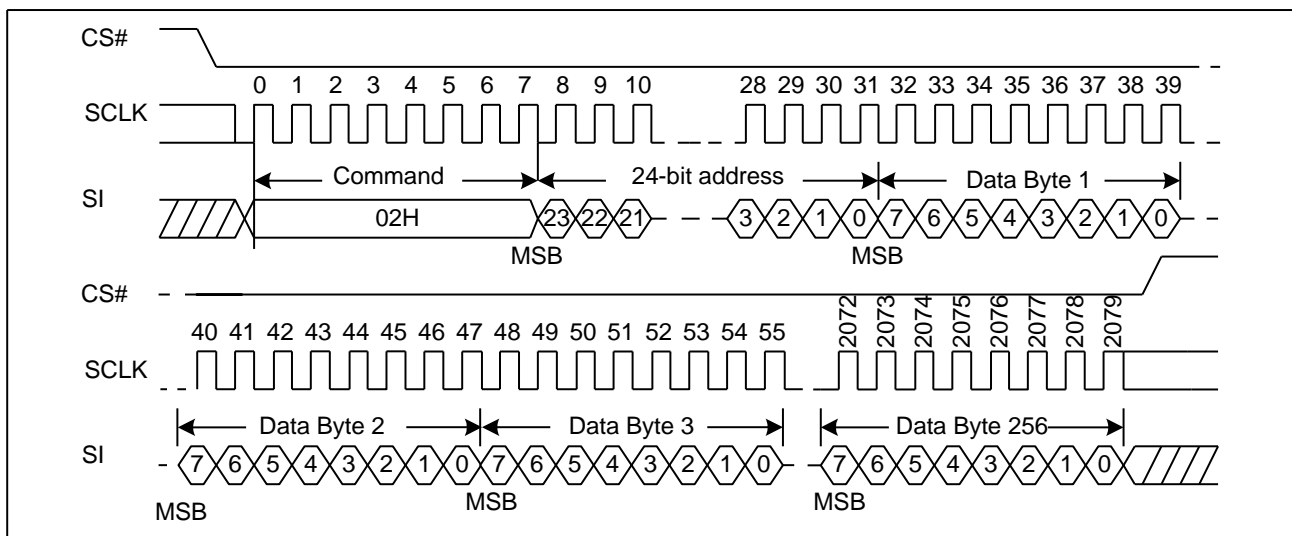 CS#
0 1 2 3 4 5 6 7 8 9 10 28 29 30 31 32 33 34 35 36 37 38 39
SCLK
Command 24-bit address Data Byte 1
SI
02H 23 22 21 3 2 1 0 7 6 5 4 3 2 1 0
MSB MSB
CS#
40 41 42 43 44 45 46 47 48 49 50 51 52 53 54 55 2072 2073 2074 2075 2076 2077 2078 2079
SCLK
Data Byte 2 Data Byte 3 Data Byte 256
SI
7 6 5 4 3 2 1 0 7 6 5 4 3 2 1 0 7 6 5 4 3 2 1 0
MSB MSB MSB